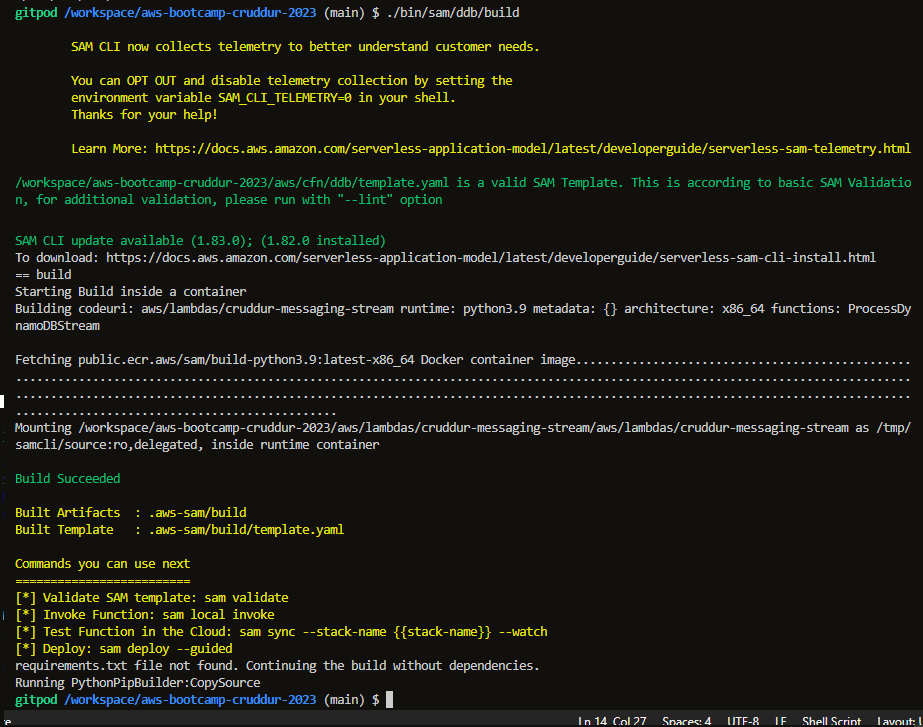 gitpod /workspace/aws-bootcamp-cruddur-2023 (main) $ ./bin/sam/ddb/build
SAM CLI now collects telemetry to better understand customer needs.
You can OPT OUT and disable telemetry collection by setting the
environment variable SAM_CLI_TELEMETRY=0 in your shell.
Thanks for your help!
Learn More: https://docs.aws.amazon.com/serverless-application-model/latest/developerguide/serverless-sam-telemetry.html
/workspace/aws-bootcamp-cruddur-2023/aws/cfn/ddb/template.yaml is a valid SAM Template. This is according to basic SAM Validatio
n, for additional validation, please run with "--lint" option
SAM CLI update available (1.83.0); (1.82.0 installed)
To download: https://docs.aws.amazon.com/serverless-application-model/latest/developerguide/serverless-sam-cli-install.html
== build
Starting Build inside a container
Building codeuri: aws/lambdas/cruddur-messaging-stream runtime: python3.9 metadata: {} architecture: x86_64 functions: ProcessDy
namoDBStream
Fetching public.ecr.aws/sam/build-python3.9:latest-x86_64 Docker container image................................................
................................................................................................................................
................................................................................................................................
..............................................
Mounting /workspace/aws-bootcamp-cruddur-2023/aws/lambdas/cruddur-messaging-stream/aws/lambdas/cruddur-messaging-stream as /tmp/
samcli/source:ro,delegated, inside runtime container
Build Succeeded
Built Artifacts  : .aws-sam/build
Built Template   : .aws-sam/build/template.yaml
Commands you can use next
=========================
[*] Validate SAM template: sam validate
[*] Invoke Function: sam local invoke
[*] Test Function in the Cloud: sam sync --stack-name {{stack-name}} --watch
[*] Deploy: sam deploy --guided
requirements.txt file not found. Continuing the build without dependencies.
Running PythonPipBuilder:CopySource
gitpod /workspace/aws-bootcamp-cruddur-2023 (main) $
Ln 14, Col 27 Spaces: 4 UTF-8 LF Shell Script Layout: